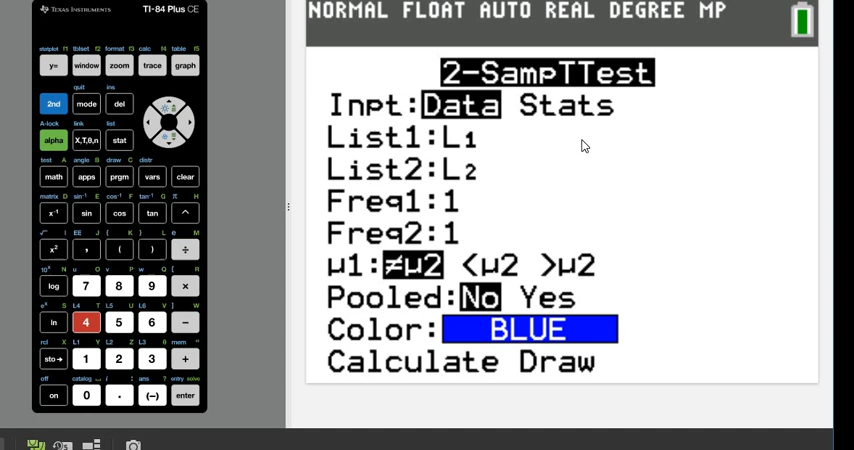 TEXAS INSTRUMENTS TI-84 Plus CE
NORMAL FLOAT AUTO REAL DEGREE MP
2-SampTTest
Inpt:Data Stats
List1:L1
List2:L2
Freq1:1
Freq2:1
μ1:≠μ2 <μ2 >μ2
Pooled:No Yes
Color: BLUE
Calculate Draw
statplot f1 tblset f2 format f3 calc f4 table f5
y= window zoom trace graph
quit ins
2nd mode del
A-lock link list
alpha X,T,θ,n stat
test A angle B draw C distr
math apps prgm vars clear
matrix D sin⁻¹ E cos⁻¹ F tan⁻¹ G π H
x⁻¹ sin cos tan ^
√ I EE J { K } L e M
x² , ( ) ÷
10ˣ N u O v P w Q [ R
log 7 8 9 ×
eˣ S L4 T L5 U L6 V ] W
ln 4 5 6 −
rcl X L1 Y L2 Z L3 θ mem "
sto→ 1 2 3 +
off catalog i : ans ? entry solve
on 0 . (−) enter